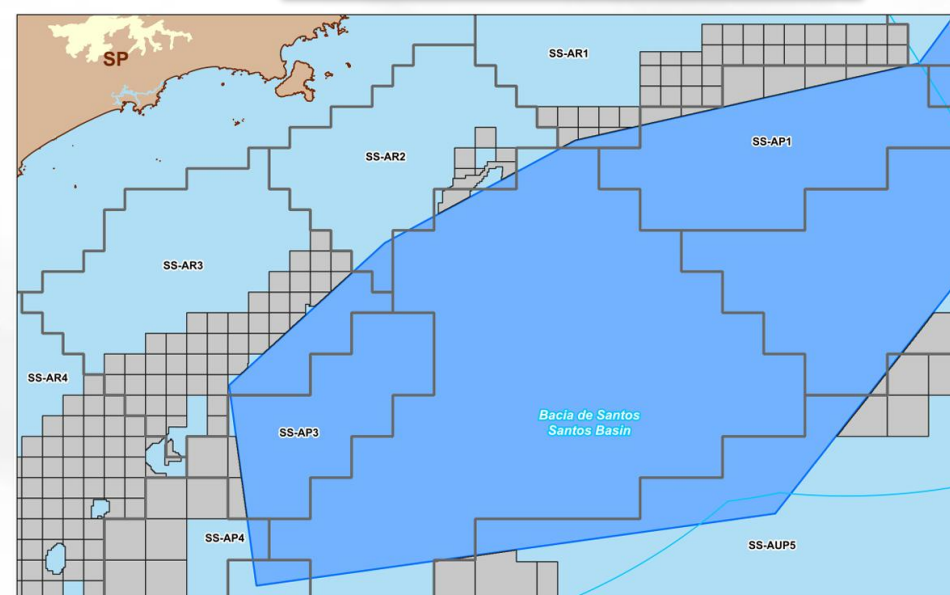 SP
SS-AR1
SS-AP1
SS-AR2
SS-AR3
SS-AR4
Bacia de Santos
Santos Basin
SS-AP3
SS-AP4
SS-AUP5